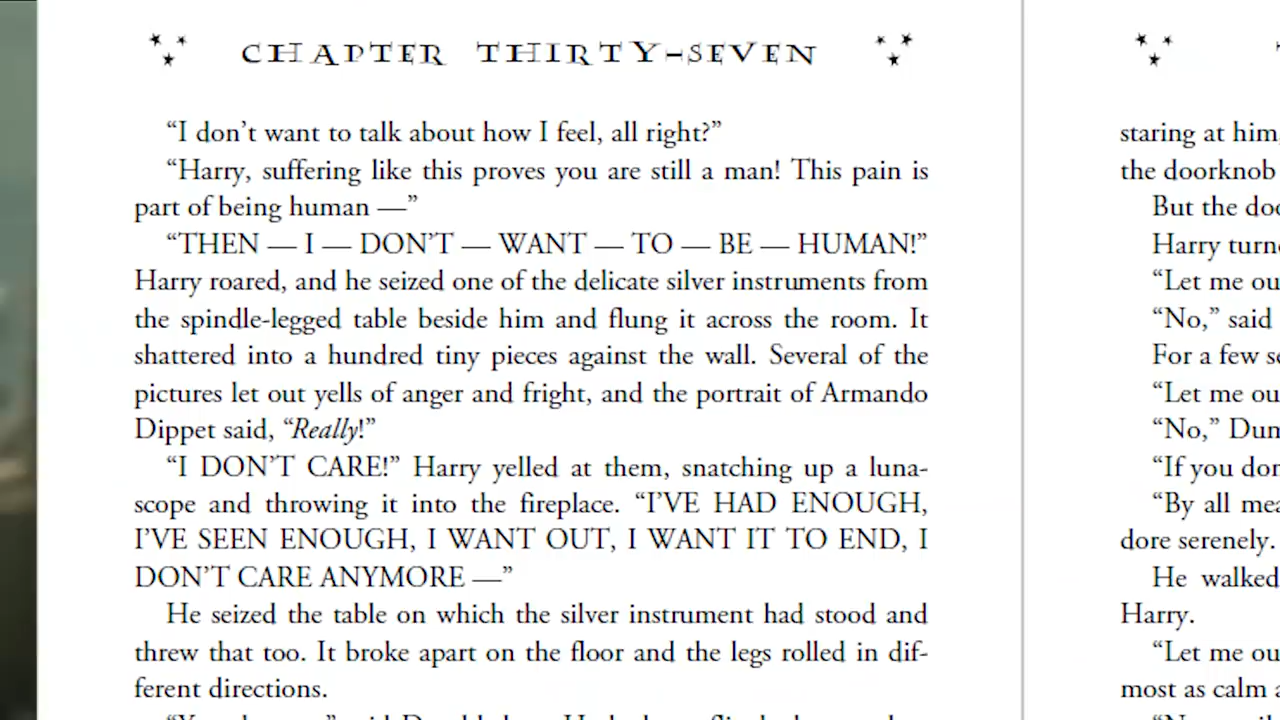 CHAPTER THIRTY-SEVEN
“I don’t want to talk about how I feel, all right?”
“Harry, suffering like this proves you are still a man! This pain is
part of being human —”
“THEN — I — DON’T — WANT — TO — BE — HUMAN!”
Harry roared, and he seized one of the delicate silver instruments from
the spindle-legged table beside him and flung it across the room. It
shattered into a hundred tiny pieces against the wall. Several of the
pictures let out yells of anger and fright, and the portrait of Armando
Dippet said, “Really!”
“I DON’T CARE!” Harry yelled at them, snatching up a luna-
scope and throwing it into the fireplace. “I’VE HAD ENOUGH,
I’VE SEEN ENOUGH, I WANT OUT, I WANT IT TO END, I
DON’T CARE ANYMORE —”
He seized the table on which the silver instrument had stood and
threw that too. It broke apart on the floor and the legs rolled in dif-
ferent directions.
staring at him,
the doorknob
But the
Harry
“Let me
“No,” said
For a few
“Let me
“No,”
“If you
“By all
dore serenely.
He walked
Harry.
“Let me
most as calm